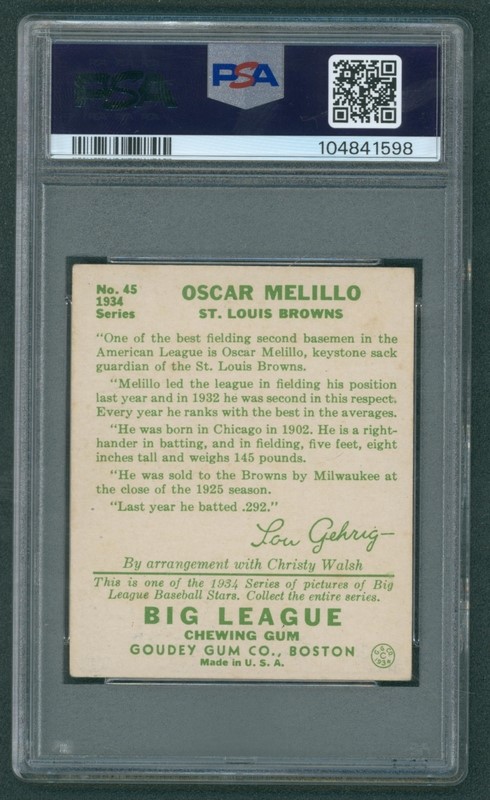 PSA
PSA
104841598
No. 45
1934
Series
OSCAR MELILLO
ST. LOUIS BROWNS
"One of the best fielding second basemen in the
American League is Oscar Melillo, keystone sack
guardian of the St. Louis Browns.
"Melillo led the league in fielding his position
last year and in 1932 he was second in this respect.
Every year he ranks with the best in the averages.
"He was born in Chicago in 1902. He is a right-
hander in batting, and in fielding, five feet, eight
inches tall and weighs 145 pounds.
"He was sold to the Browns by Milwaukee at
the close of the 1925 season.
"Last year he batted .292."
Lou Gehrig
By arrangement with Christy Walsh
This is one of the 1934 Series of pictures of Big
League Baseball Stars. Collect the entire series.
BIG LEAGUE
CHEWING GUM
GOUDEY GUM CO., BOSTON
Made in U. S. A.